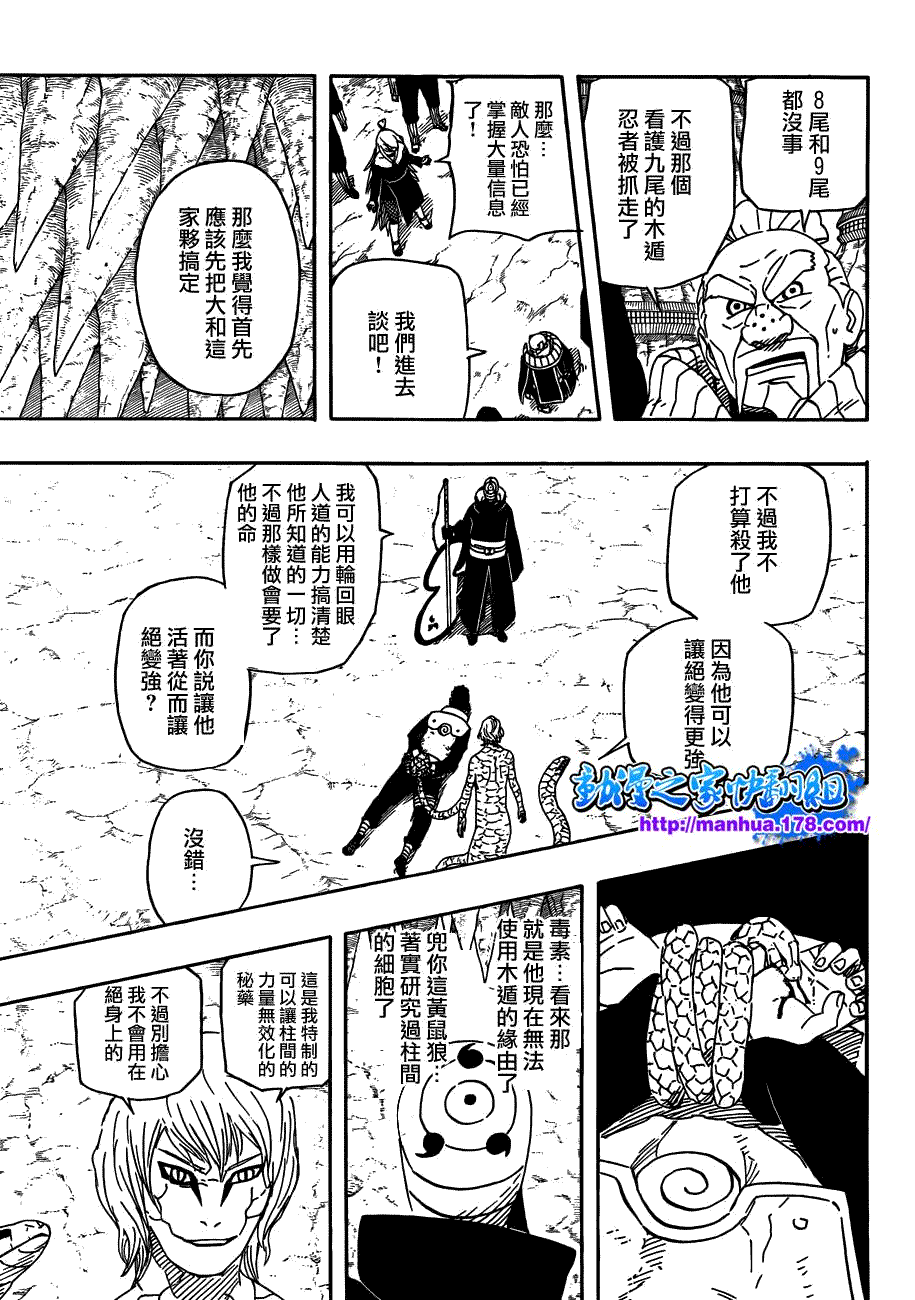 8尾和9尾
都沒事
不過那個
看護九尾的木遁
忍者被抓走了
那麼…
敵人恐怕已經
掌握大量信息
了！
我們進去
談吧！
那麼我覺得首先
應該先把大和這
家夥搞定
不過我不
打算殺了他
因為他可以
讓絕變得更強
我可以用輪回眼
人道的能力搞清楚
他所知道的一切…
不過那樣做會要了
他的命
而你説讓他
活著從而讓
絕變強？
沒錯…
動漫之家快翻組
http://manhua.178.com/
毒素…看來那
就是他現在無法
使用木遁的緣由了
兜你這黃鼠狼…
著實研究過柱間
的細胞了
這是我特制的
可以讓柱間的
力量無效化的
秘藥
不過別擔心
我不會用在
絕身上的